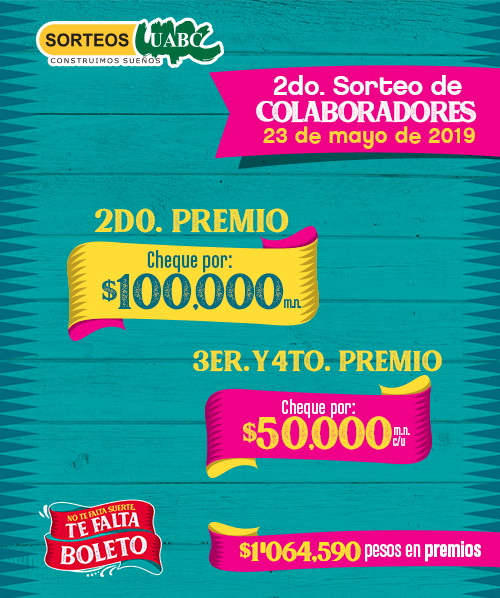 SORTEOS UABC
CONSTRUIMOS SUEÑOS
2do. Sorteo de
COLABORADORES
23 de mayo de 2019
2DO. PREMIO
Cheque por:
$100,000 m.n.
3ER. Y 4TO. PREMIO
Cheque por:
$50,000 m.n. c/u
NO TE FALTA SUERTE,
TE FALTA
BOLETO
$1'064,590 pesos en premios